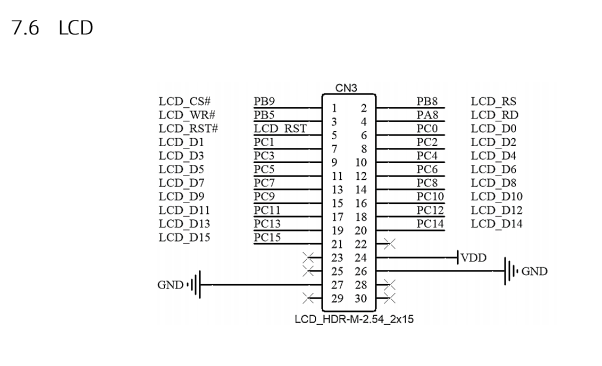 7.6 LCD
CN3
LCD_CS# PB9 1 2 PB8 LCD_RS
LCD_WR# PB5 3 4 PA8 LCD_RD
LCD_RST# LCD_RST 5 6 PC0 LCD_D0
LCD_D1 PC1 7 8 PC2 LCD_D2
LCD_D3 PC3 9 10 PC4 LCD_D4
LCD_D5 PC5 11 12 PC6 LCD_D6
LCD_D7 PC7 13 14 PC8 LCD_D8
LCD_D9 PC9 15 16 PC10 LCD_D10
LCD_D11 PC11 17 18 PC12 LCD_D12
LCD_D13 PC13 19 20 PC14 LCD_D14
LCD_D15 PC15 21 22
23 24 VDD
25 26 GND
GND 27 28
29 30
LCD_HDR-M-2.54_2x15